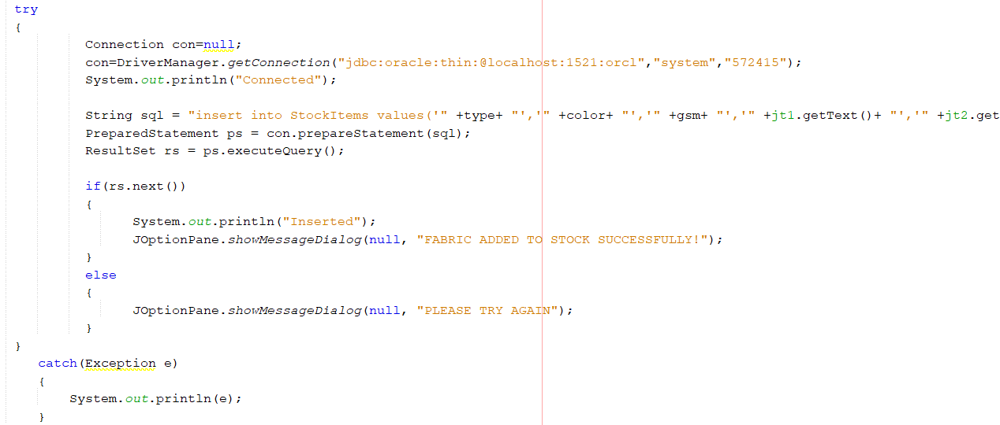 try
{
Connection con=null;
con=DriverManager.getConnection("jdbc:oracle:thin:@localhost:1521:orcl","system","572415");
System.out.println("Connected");
String sql = "insert into StockItems values('" +type+ "','" +color+ "','" +gsm+ "','" +jt1.getText()+ "','" +jt2.get
PreparedStatement ps = con.prepareStatement(sql);
ResultSet rs = ps.executeQuery();
if(rs.next())
{
System.out.println("Inserted");
JOptionPane.showMessageDialog(null, "FABRIC ADDED TO STOCK SUCCESSFULLY!");
}
else
{
JOptionPane.showMessageDialog(null, "PLEASE TRY AGAIN");
}
}
catch(Exception e)
{
System.out.println(e);
}